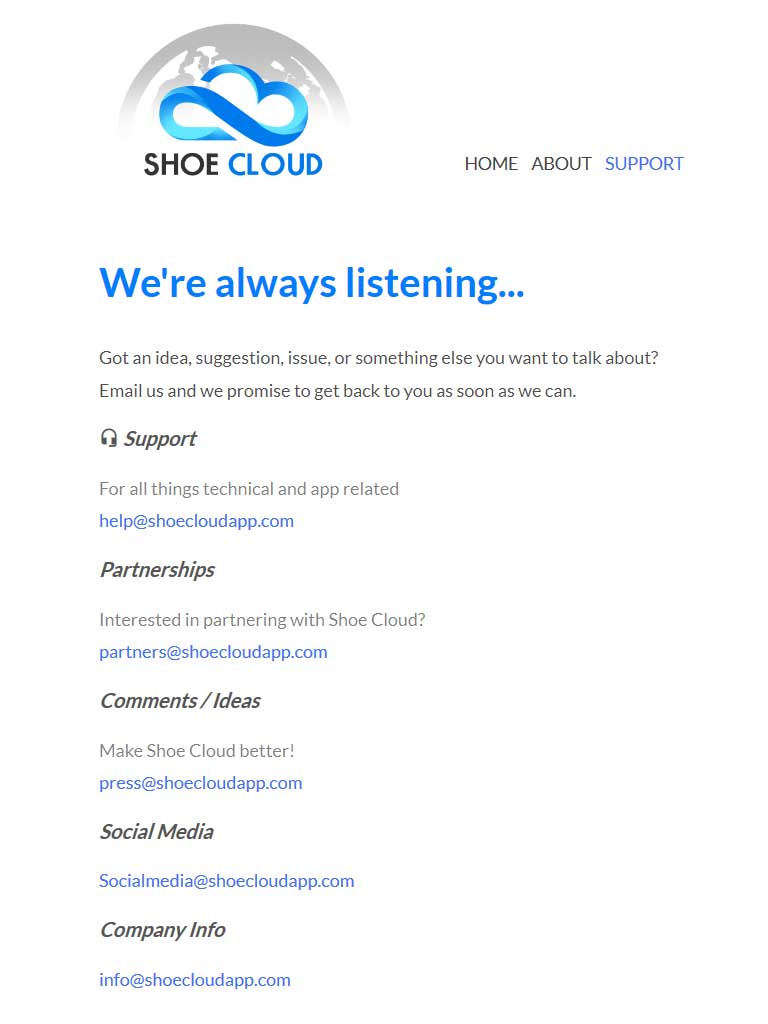 SHOE CLOUD
HOME ABOUT SUPPORT
We're always listening...
Got an idea, suggestion, issue, or something else you want to talk about?
Email us and we promise to get back to you as soon as we can.
Support
For all things technical and app related
help@shoecloudapp.com
Partnerships
Interested in partnering with Shoe Cloud?
partners@shoecloudapp.com
Comments / Ideas
Make Shoe Cloud better!
press@shoecloudapp.com
Social Media
Socialmedia@shoecloudapp.com
Company Info
info@shoecloudapp.com